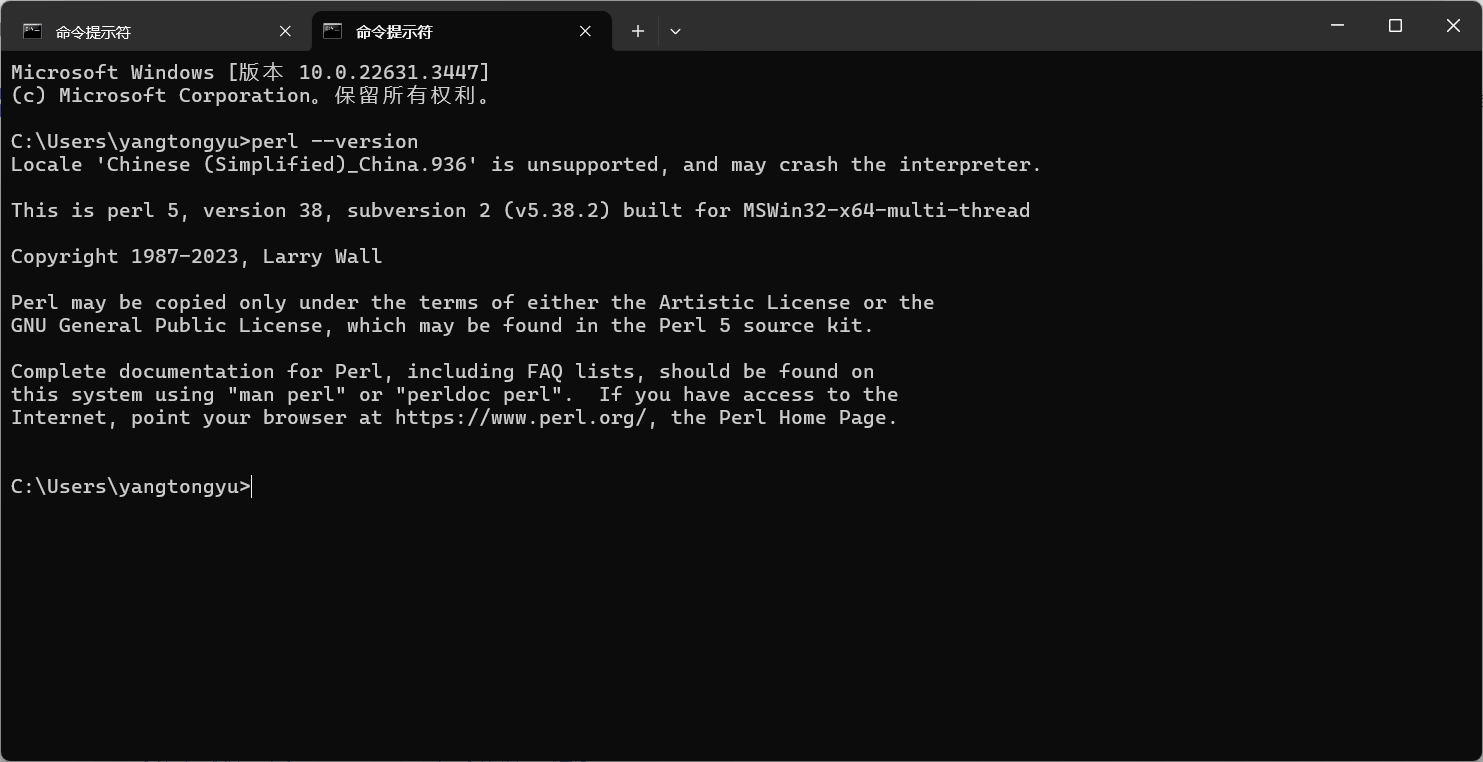 命令提示符
命令提示符
Microsoft Windows [版本 10.0.22631.3447]
(c) Microsoft Corporation。保留所有权利。
C:\Users\yangtongyu>perl --version
Locale 'Chinese (Simplified)_China.936' is unsupported, and may crash the interpreter.
This is perl 5, version 38, subversion 2 (v5.38.2) built for MSWin32-x64-multi-thread
Copyright 1987-2023, Larry Wall
Perl may be copied only under the terms of either the Artistic License or the
GNU General Public License, which may be found in the Perl 5 source kit.
Complete documentation for Perl, including FAQ lists, should be found on
this system using "man perl" or "perldoc perl".  If you have access to the
Internet, point your browser at https://www.perl.org/, the Perl Home Page.
C:\Users\yangtongyu>